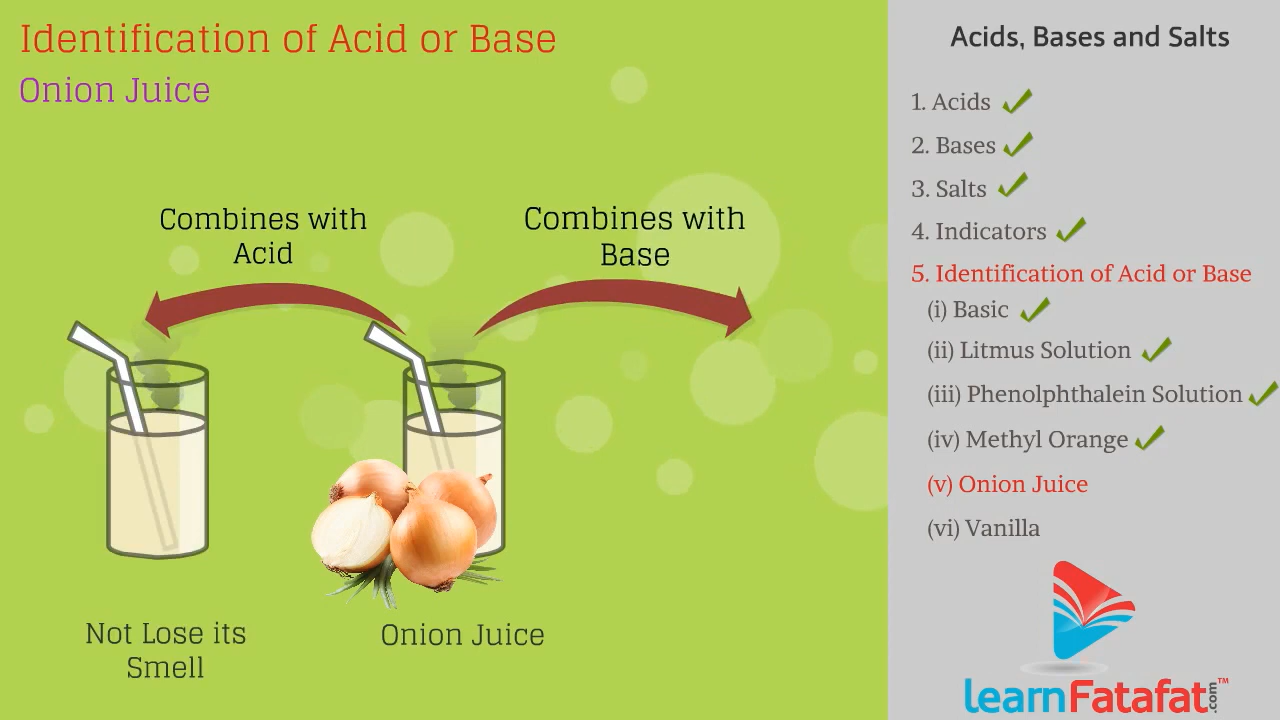 Identification of Acid or Base
Onion Juice
Combines with
Acid
Combines with
Base
Not Lose its
Smell
Onion Juice
Acids, Bases and Salts
1. Acids
2. Bases
3. Salts
4. Indicators
5. Identification of Acid or Base
(i) Basic
(ii) Litmus Solution
(iii) Phenolphthalein Solution
(iv) Methyl Orange
(v) Onion Juice
(vi) Vanilla
learnFatafat.com™